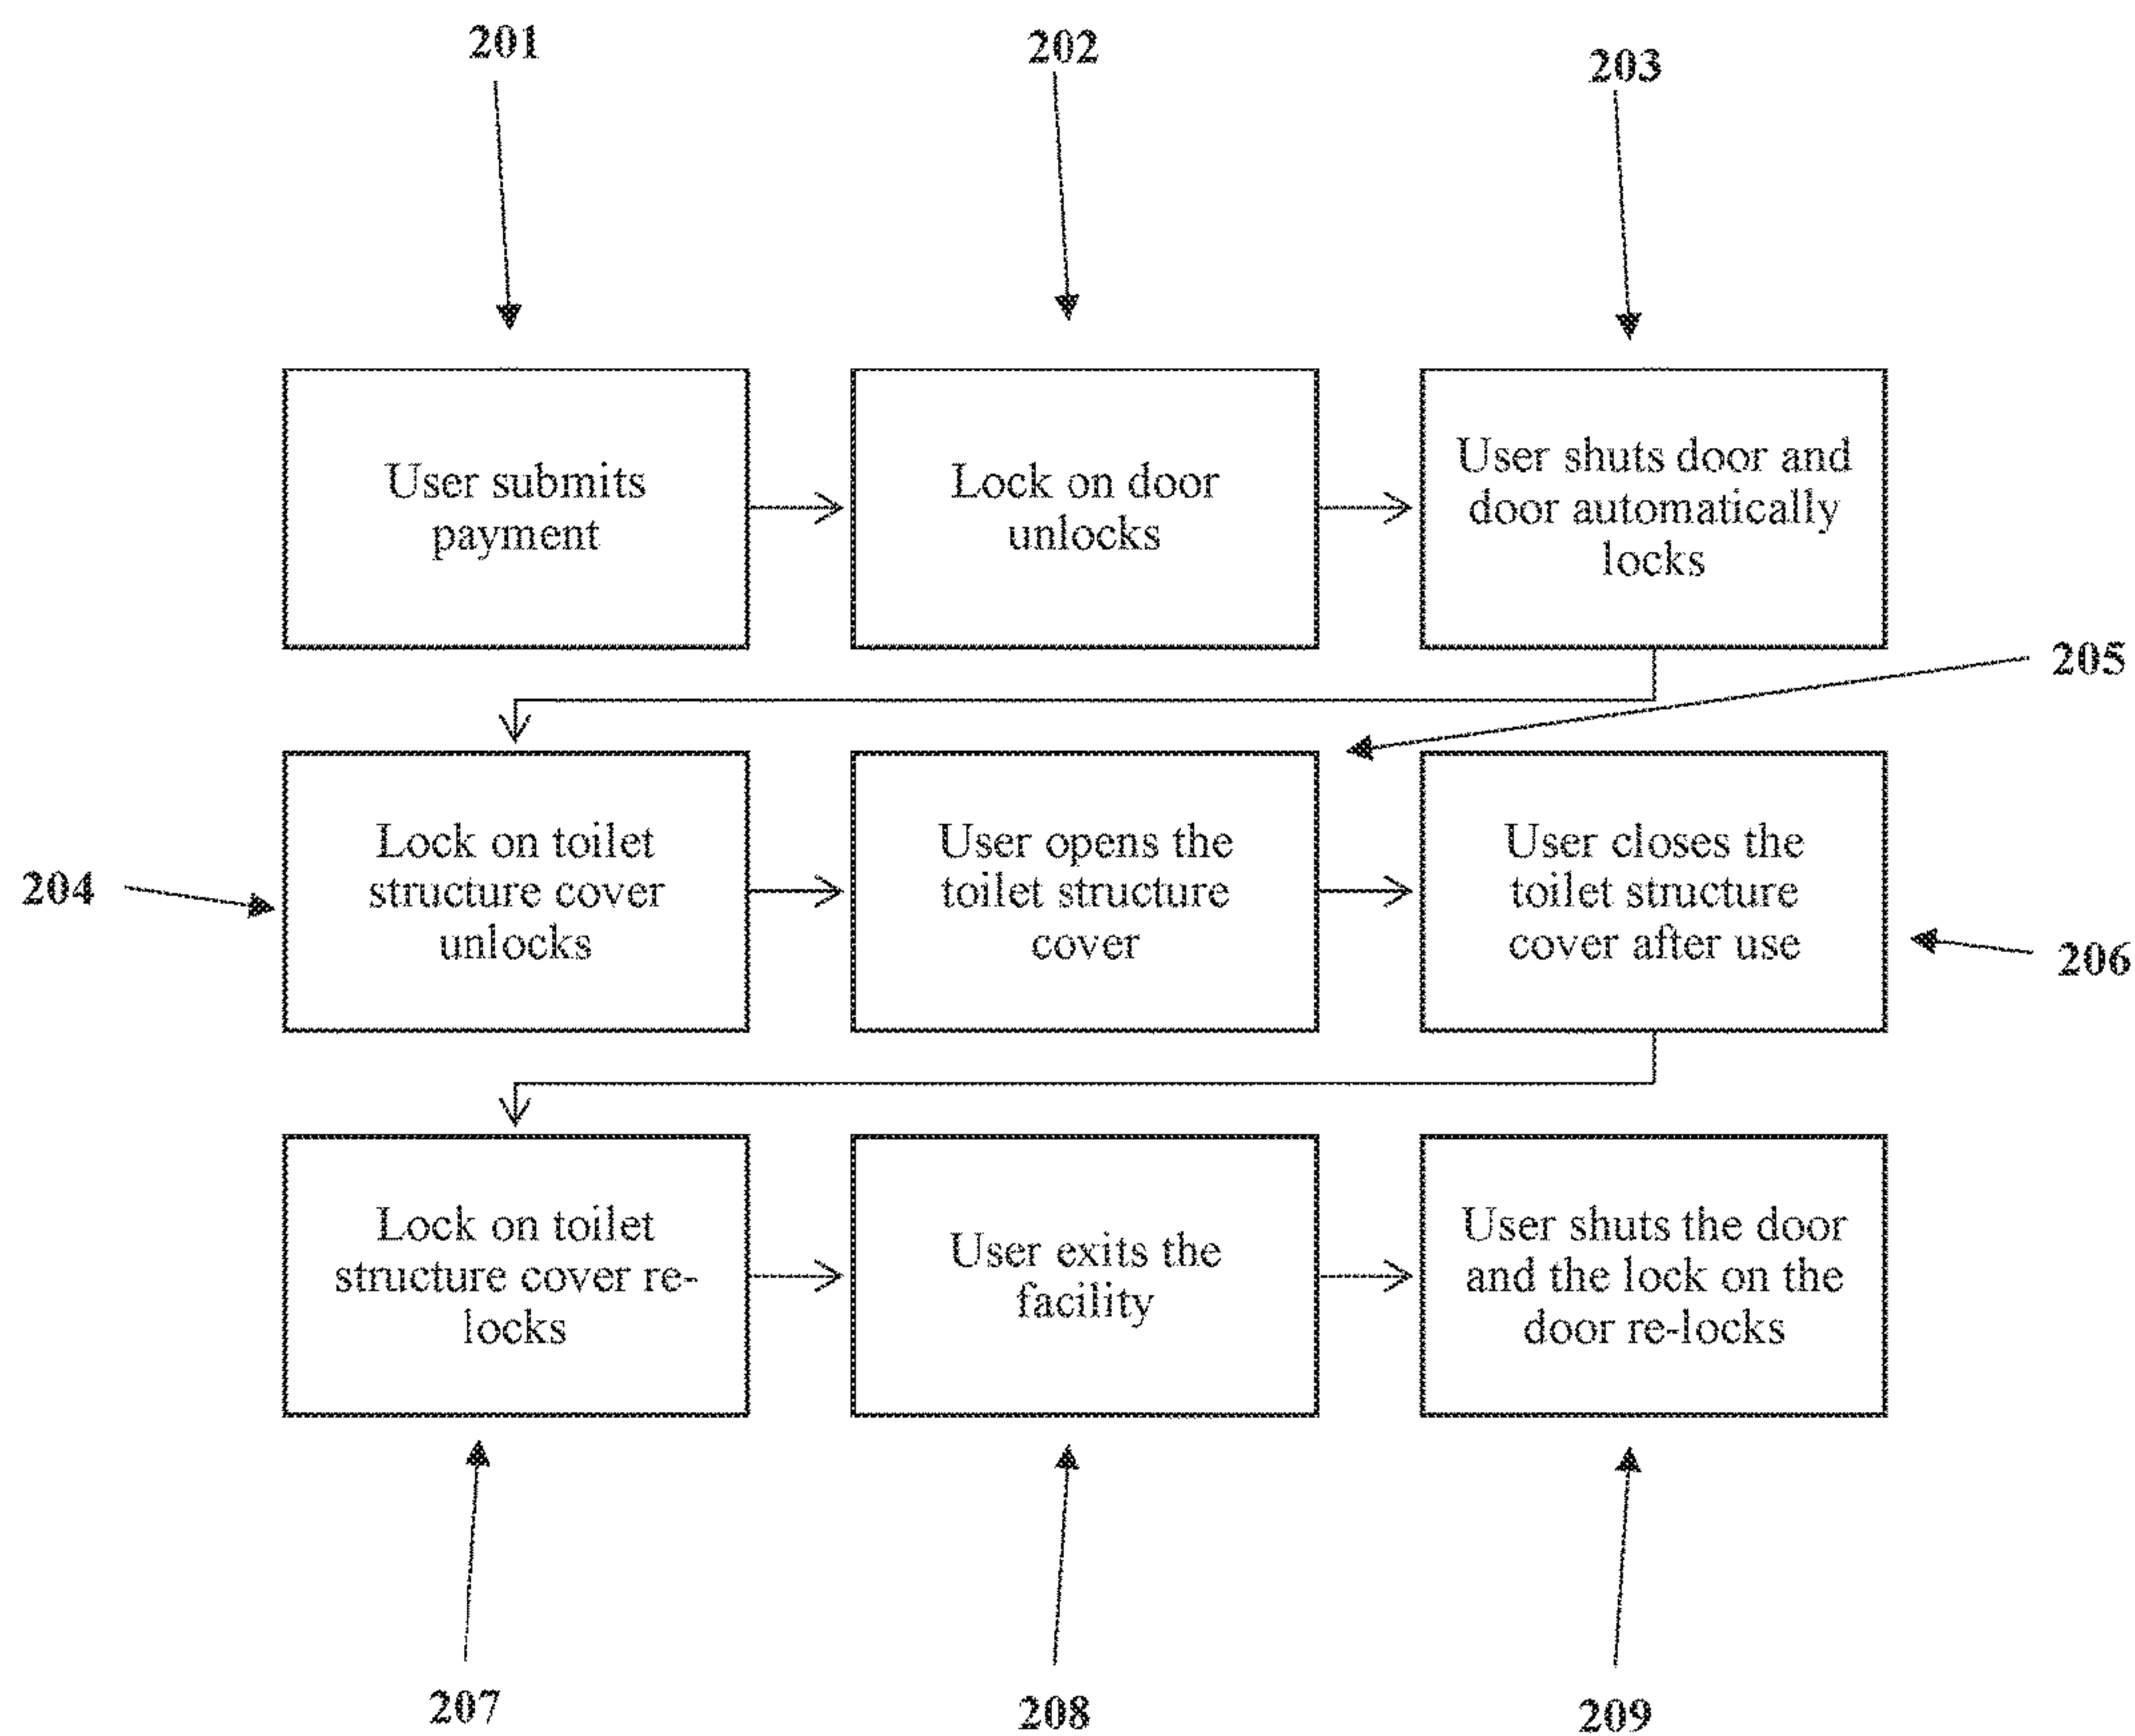 201
202
203
User submits
payment
Lock on door
unlocks
User shuts door and
door automatically
locks
205
204
Lock on toilet
structure cover
unlocks
User opens the
toilet structure
cover
User closes the
toilet structure
cover after use
206
Lock on toilet
structure cover re-
locks
User exits the
facility
User shuts the door
and the lock on the
door re-locks
207
208
209